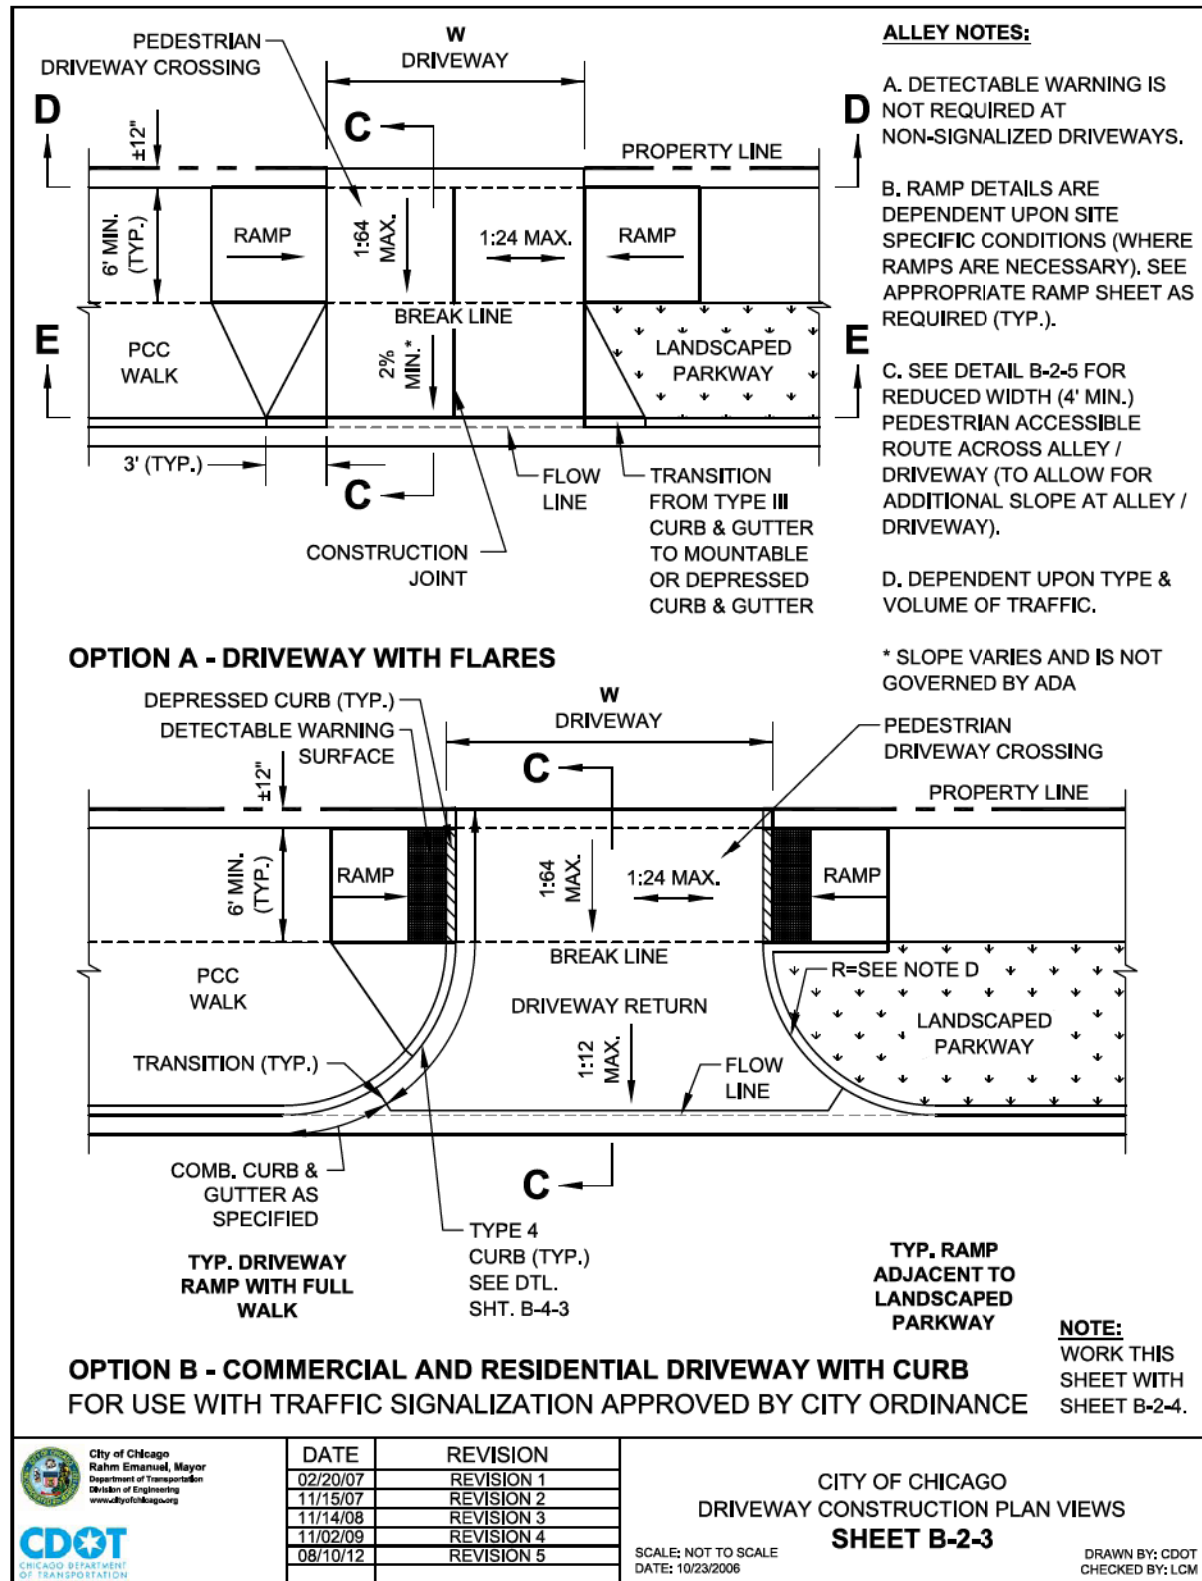 PEDESTRIAN
DRIVEWAY CROSSING
W
DRIVEWAY
D
±12"
C
D
PROPERTY LINE
6' MIN.
(TYP.)
RAMP
1:64
MAX.
1:24 MAX.
RAMP
BREAK LINE
E
PCC
WALK
2%
MIN.*
LANDSCAPED
PARKWAY
E
3' (TYP.)
C
FLOW
LINE
TRANSITION
FROM TYPE III
CURB & GUTTER
TO MOUNTABLE
OR DEPRESSED
CURB & GUTTER
CONSTRUCTION
JOINT
ALLEY NOTES:
A. DETECTABLE WARNING IS
NOT REQUIRED AT
NON-SIGNALIZED DRIVEWAYS.
B. RAMP DETAILS ARE
DEPENDENT UPON SITE
SPECIFIC CONDITIONS (WHERE
RAMPS ARE NECESSARY). SEE
APPROPRIATE RAMP SHEET AS
REQUIRED (TYP.).
C. SEE DETAIL B-2-5 FOR
REDUCED WIDTH (4' MIN.)
PEDESTRIAN ACCESSIBLE
ROUTE ACROSS ALLEY /
DRIVEWAY (TO ALLOW FOR
ADDITIONAL SLOPE AT ALLEY /
DRIVEWAY).
D. DEPENDENT UPON TYPE &
VOLUME OF TRAFFIC.
* SLOPE VARIES AND IS NOT
GOVERNED BY ADA
OPTION A - DRIVEWAY WITH FLARES
DEPRESSED CURB (TYP.)
DETECTABLE WARNING
SURFACE
W
DRIVEWAY
PEDESTRIAN
DRIVEWAY CROSSING
±12"
C
PROPERTY LINE
6' MIN.
(TYP.)
RAMP
1:64
MAX.
1:24 MAX.
RAMP
BREAK LINE
PCC
WALK
R=SEE NOTE D
DRIVEWAY RETURN
LANDSCAPED
PARKWAY
TRANSITION (TYP.)
1:12
MAX.
FLOW
LINE
COMB. CURB &
GUTTER AS
SPECIFIED
C
TYPE 4
CURB (TYP.)
SEE DTL.
SHT. B-4-3
TYP. DRIVEWAY
RAMP WITH FULL
WALK
TYP. RAMP
ADJACENT TO
LANDSCAPED
PARKWAY
NOTE:
WORK THIS
SHEET WITH
SHEET B-2-4.
OPTION B - COMMERCIAL AND RESIDENTIAL DRIVEWAY WITH CURB
FOR USE WITH TRAFFIC SIGNALIZATION APPROVED BY CITY ORDINANCE
City of Chicago
Rahm Emanuel, Mayor
Department of Transportation
Division of Engineering
www.cityofchicago.org
CDOT
CHICAGO DEPARTMENT
OF TRANSPORTATION
DATE REVISION
02/20/07 REVISION 1
11/15/07 REVISION 2
11/14/08 REVISION 3
11/02/09 REVISION 4
08/10/12 REVISION 5
CITY OF CHICAGO
DRIVEWAY CONSTRUCTION PLAN VIEWS
SHEET B-2-3
SCALE: NOT TO SCALE
DATE: 10/23/2006
DRAWN BY: CDOT
CHECKED BY: LCM